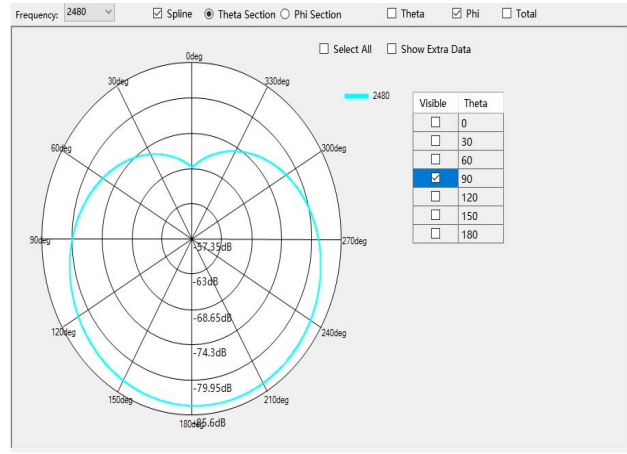 Frequency: 2480 Spline Theta Section Phi Section Theta Phi Total
Select All Show Extra Data
0deg
30deg 330deg
2480
Visible Theta
0
30
60
90
120
150
180
60deg 300deg
90deg 270deg
-57.35dB
-63dB
-68.65dB
120deg 240deg
-74.3dB
-79.95dB
150deg 210deg
180deg -85.6dB